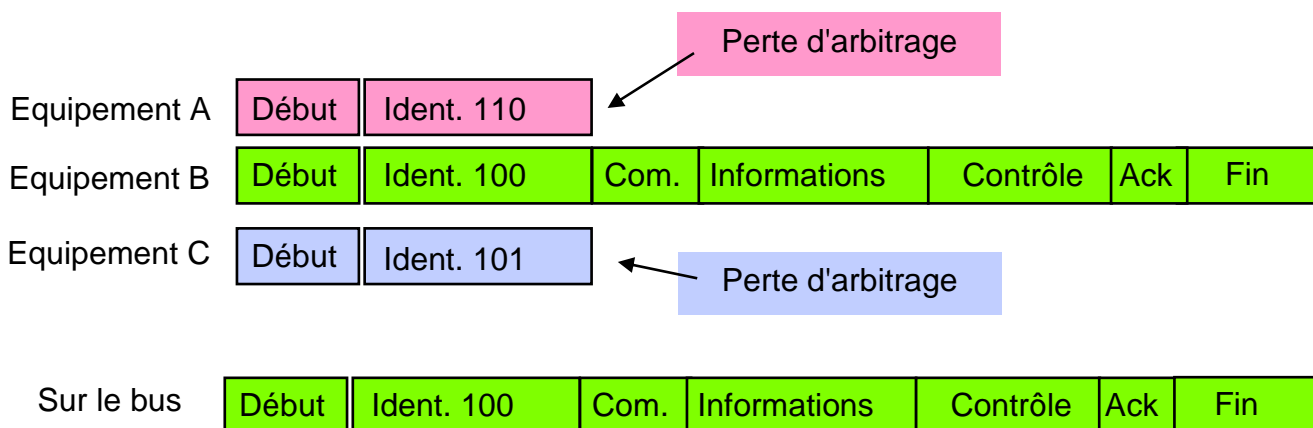 Perte d'arbitrage
Equipement A Début Ident. 110
Equipement B Début Ident. 100 Com. Informations Contrôle Ack Fin
Equipement C Début Ident. 101
Perte d'arbitrage
Sur le bus Début Ident. 100 Com. Informations Contrôle Ack Fin